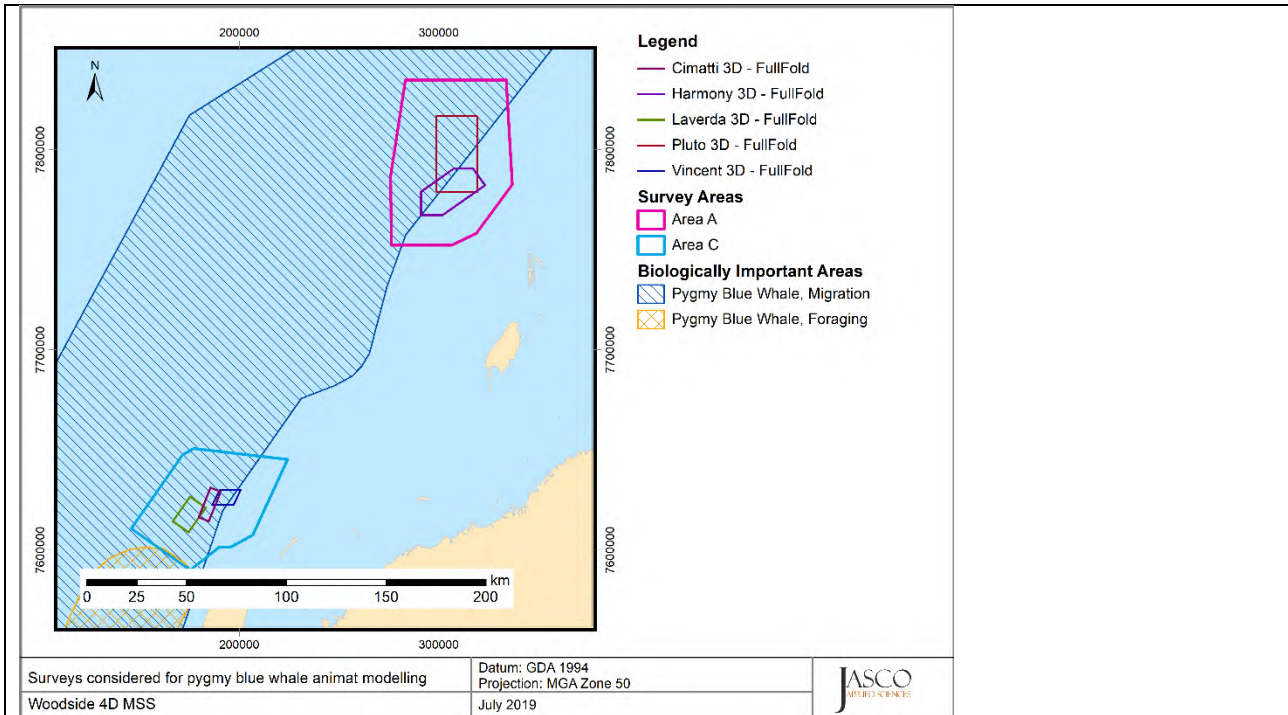 200000 300000
N
7800000 7800000
7700000 7700000
7600000 7600000
km
0 25 50 100 150 200
200000 300000
Legend
Cimatti 3D - FullFold
Harmony 3D - FullFold
Laverda 3D - FullFold
Pluto 3D - FullFold
Vincent 3D - FullFold
Survey Areas
Area A
Area C
Biologically Important Areas
Pygmy Blue Whale, Migration
Pygmy Blue Whale, Foraging
Surveys considered for pygmy blue whale animat modelling
Woodside 4D MSS
Datum: GDA 1994
Projection: MGA Zone 50
July 2019
JASCO
APPLIED SCIENCES